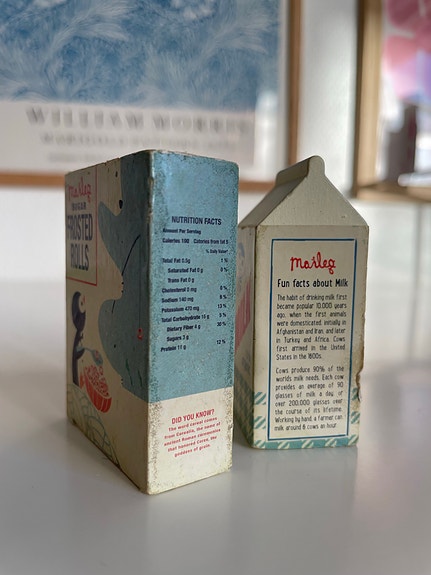 WILLIAM MORRIS
Maileg
SUGAR
FROSTED
ROLLS
NUTRITION FACTS
Amount Per Serving
Calories 100 Calories from fat 5
% Daily Value*
Total Fat 0.5g 1 %
Saturated Fat 0 g 0 %
Trans Fat 0 g
Cholesterol 0 mg 0 %
Sodium 140 mg 6 %
Potassium 470 mg 13 %
Total Carbohydrate 16 g 5 %
Dietary Fiber 4 g 30 %
Sugars 3 g
Protein 11 g 12 %
DID YOU KNOW?
The word cereal comes
from Cerealia, the name of
ancient Roman ceremonies
that honored Ceres, the
goddess of grain
Maileg
Fun facts about Milk
The habit of drinking milk first
became popular 10.000 years
ago, when the first animals
were domesticated, initially in
Afghanistan and Iran, and later
in Turkey and Africa. Cows
first arrived in the United
States in the 1600s.
Cows produce 90% of the
worlds milk needs. Each cow
provides an average of 90
glasses of milk a day or
over 200.000 glasses over
the course of its lifetime.
Working by hand, a farmer can
milk around 6 cows an hour